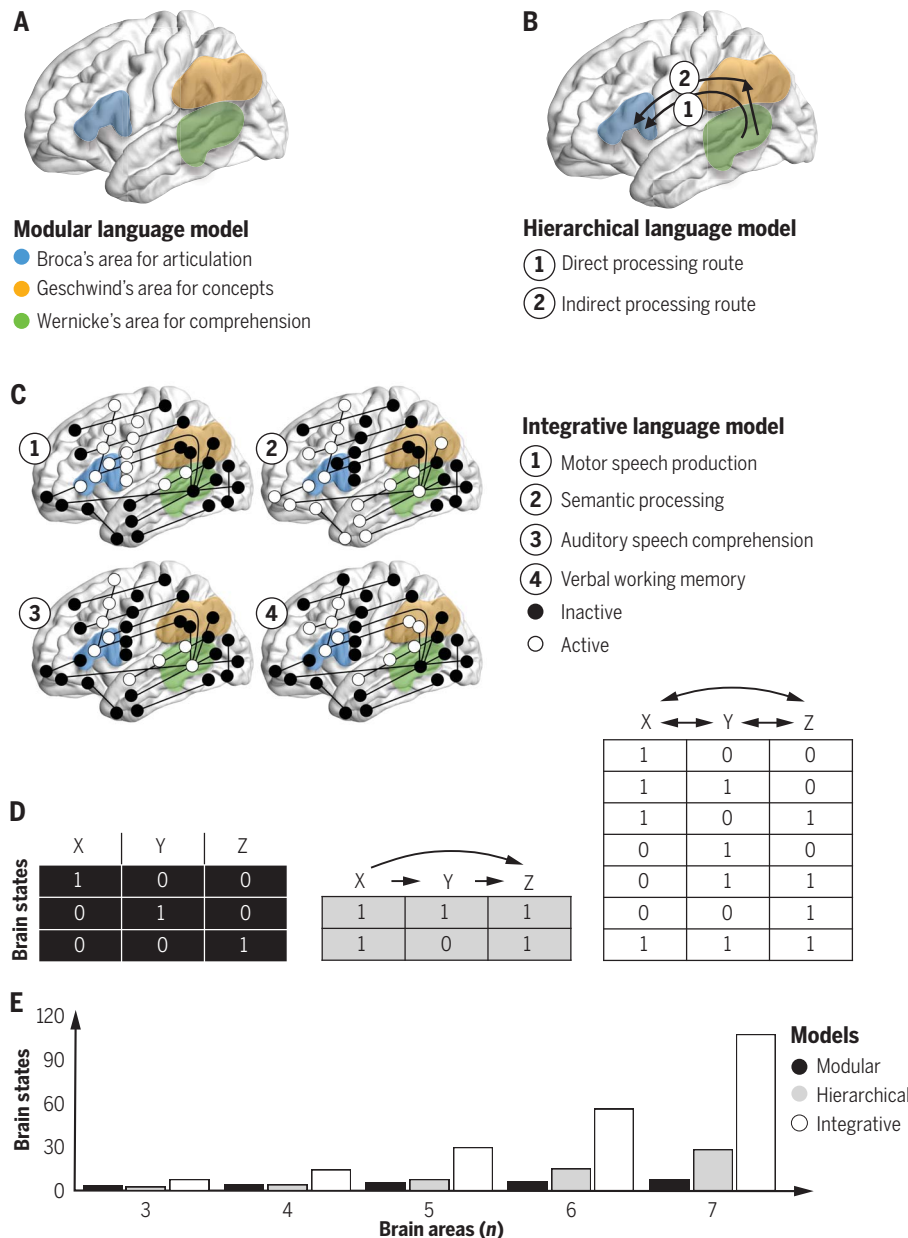 A
B
2
1
Modular language model
Broca's area for articulation
Geschwind's area for concepts
Wernicke's area for comprehension
Hierarchical language model
1 Direct processing route
2 Indirect processing route
C
1
2
3
4
Integrative language model
1 Motor speech production
2 Semantic processing
3 Auditory speech comprehension
4 Verbal working memory
Inactive
Active
D
Brain states
X Y Z
1 0 0
0 1 0
0 0 1
X Y Z
1 1 1
1 0 1
X Y Z
1 0 0
1 1 0
1 0 1
0 1 0
0 1 1
0 0 1
1 1 1
E
Brain states
120
90
60
30
0
3 4 5 6 7
Brain areas (n)
Models
Modular
Hierarchical
Integrative